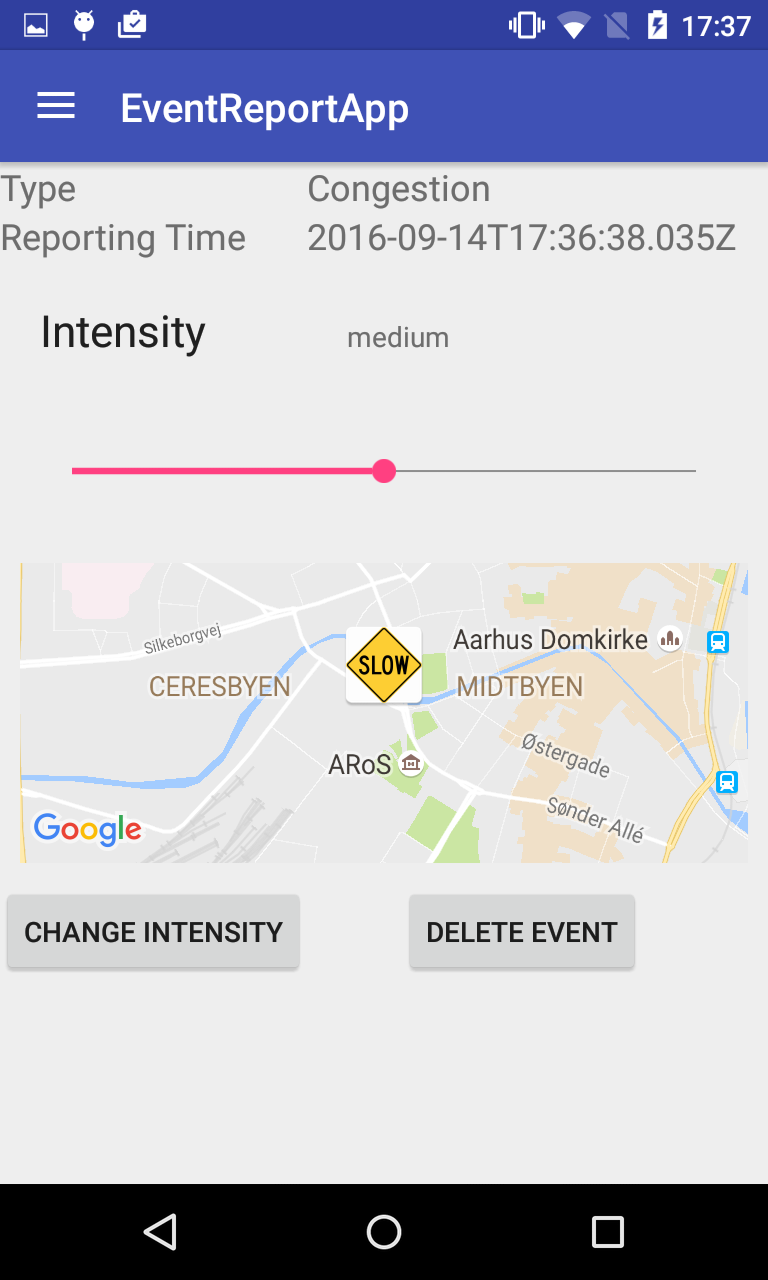 17:37
EventReportApp
Type Congestion
Reporting Time 2016-09-14T17:36:38.035Z
Intensity medium
Silkeborgvej
SLOW
Aarhus Domkirke
CERESBYEN
MIDTBYEN
Østergade
ARoS
Sønder Allé
Google
CHANGE INTENSITY DELETE EVENT